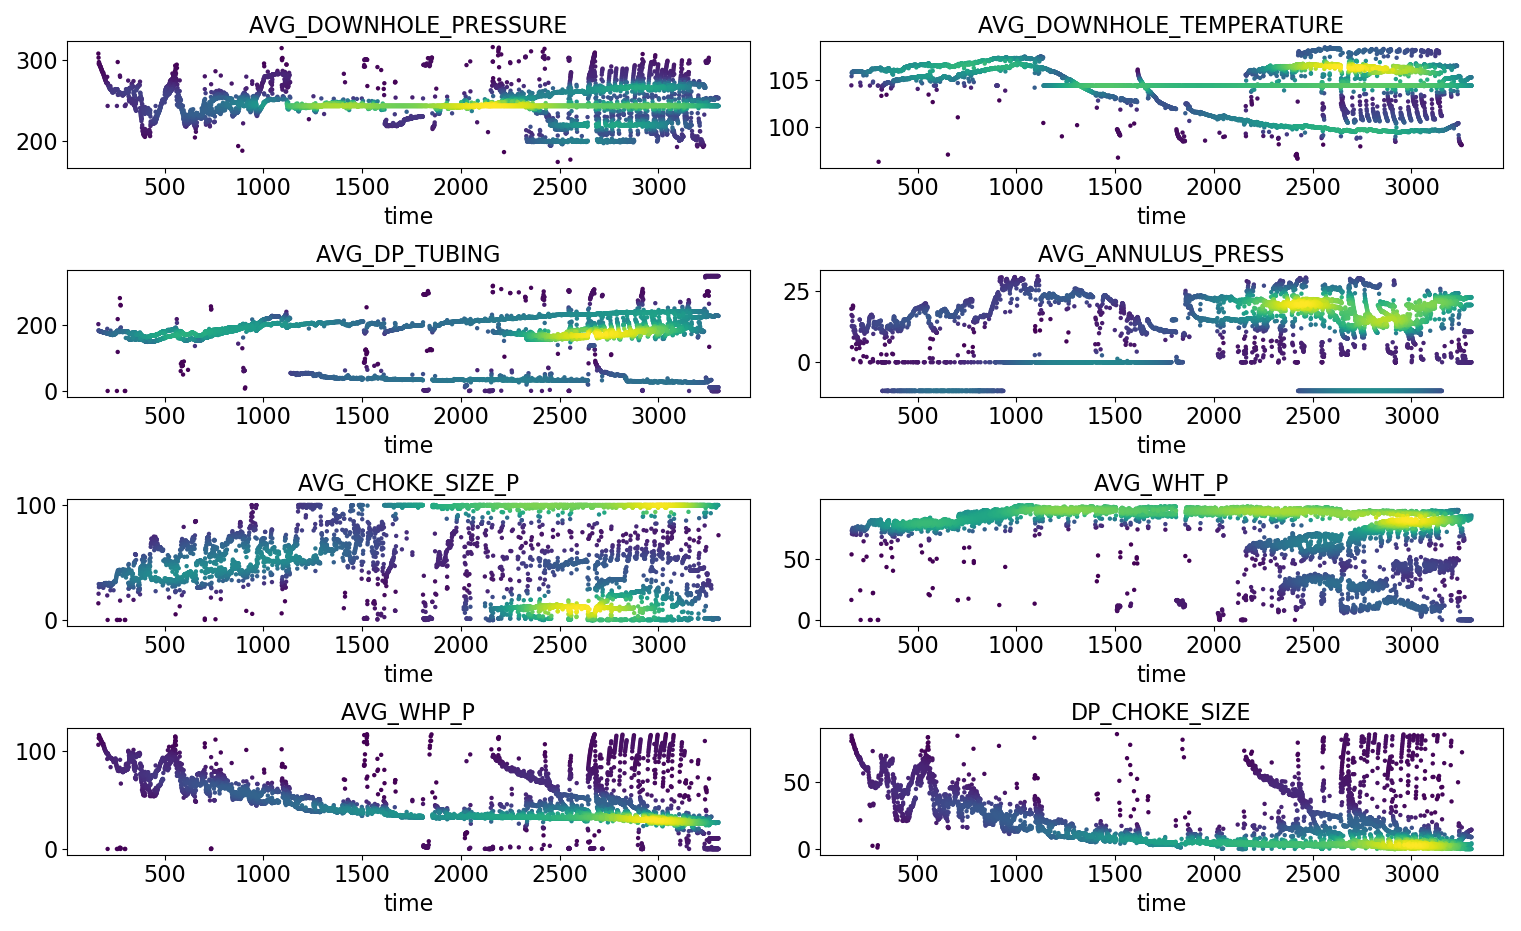 AVG_DOWNHOLE_PRESSURE
300
200
500 1000 1500 2000 2500 3000
time
AVG_DOWNHOLE_TEMPERATURE
105
100
500 1000 1500 2000 2500 3000
time
AVG_DP_TUBING
200
0
500 1000 1500 2000 2500 3000
time
AVG_ANNULUS_PRESS
25
0
500 1000 1500 2000 2500 3000
time
AVG_CHOKE_SIZE_P
100
0
500 1000 1500 2000 2500 3000
time
AVG_WHT_P
50
0
500 1000 1500 2000 2500 3000
time
AVG_WHP_P
100
0
500 1000 1500 2000 2500 3000
time
DP_CHOKE_SIZE
50
0
500 1000 1500 2000 2500 3000
time